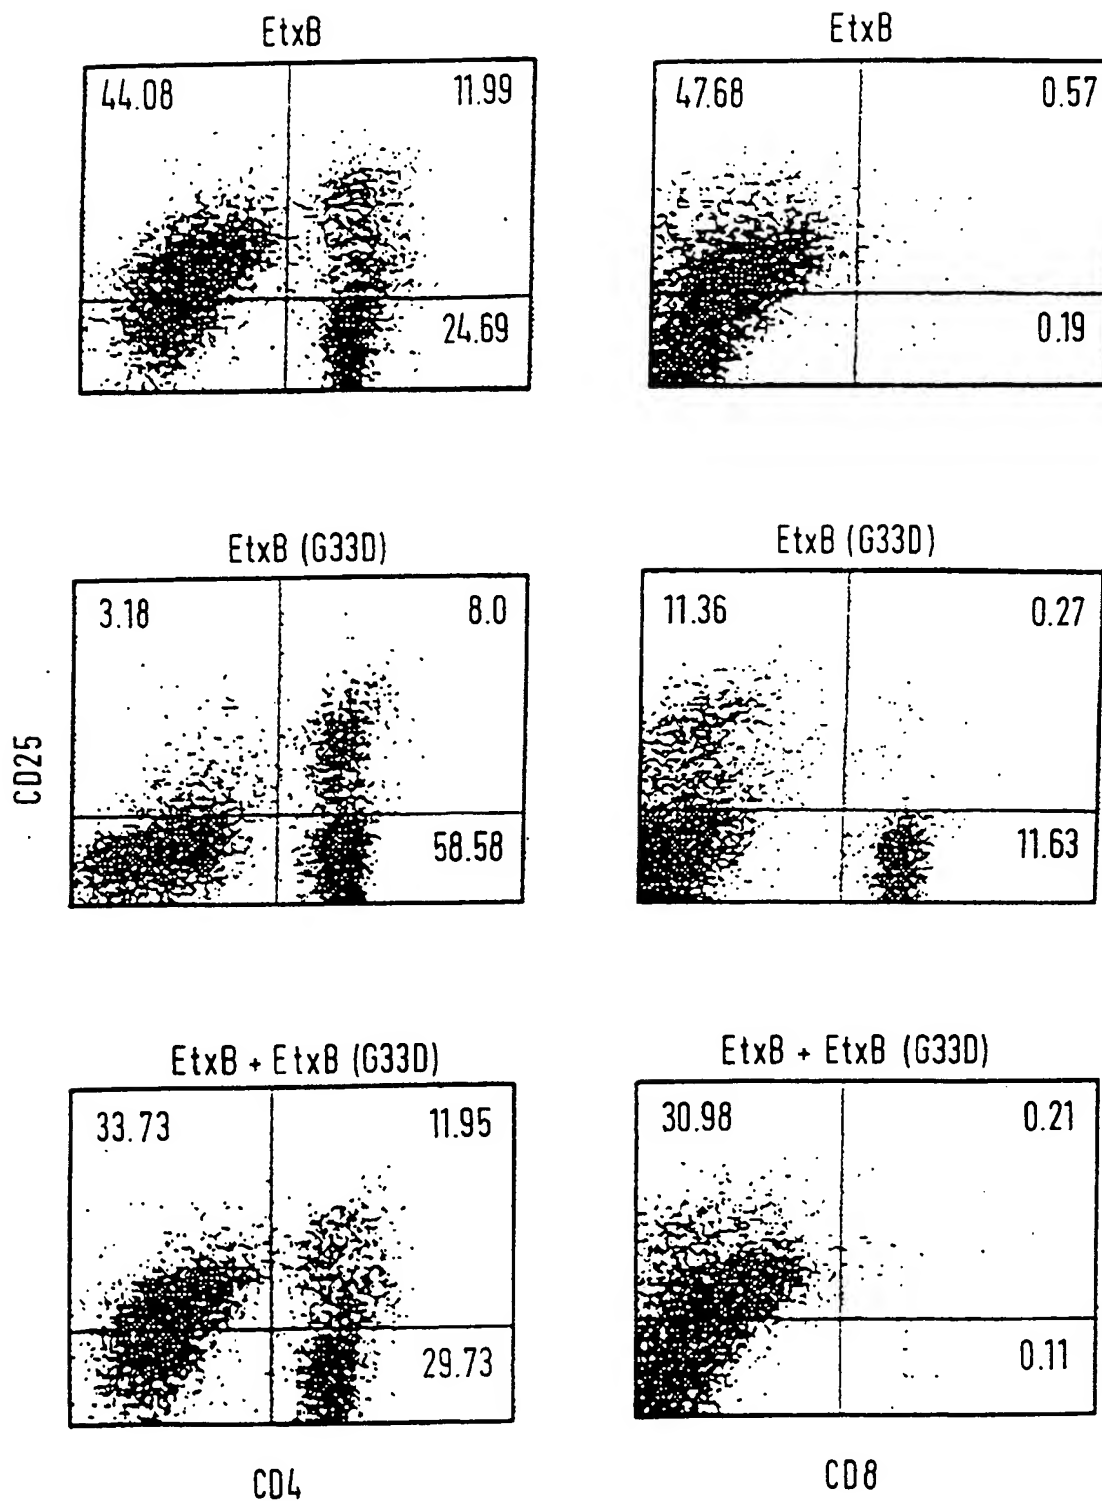 EtxB
EtxB
44.08
11.99
47.68
0.57
24.69
0.19
EtxB (G33D)
EtxB (G33D)
3.18
8.0
11.36
0.27
CD25
58.58
11.63
EtxB + EtxB (G33D)
EtxB + EtxB (G33D)
33.73
11.95
30.98
0.21
29.73
0.11
CD4
CD8